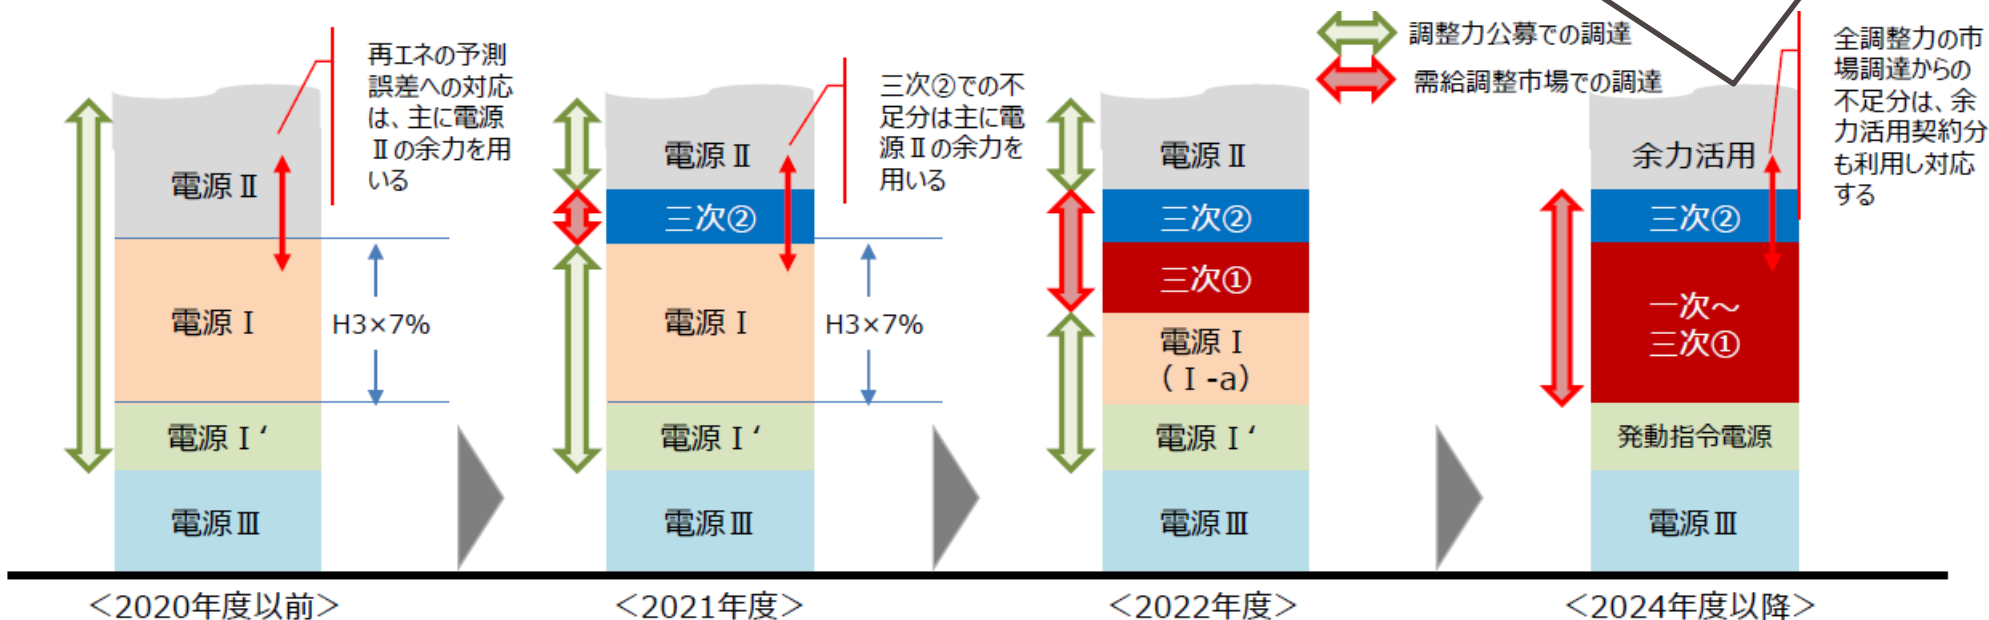 再エネの予測
誤差への対応
は、主に電源
Ⅱの余力を用
いる
電源Ⅱ
電源Ⅰ
H3×7%
電源Ⅰ‘
電源Ⅲ
＜2020年度以前＞
三次②での不
足分は主に電
源Ⅱの余力を
用いる
電源Ⅱ
三次②
電源Ⅰ
H3×7%
電源Ⅰ‘
電源Ⅲ
＜2021年度＞
調整力公募での調達
需給調整市場での調達
電源Ⅱ
三次②
三次①
電源Ⅰ
（Ⅰ-a）
電源Ⅰ‘
電源Ⅲ
＜2022年度＞
全調整力の市
場調達からの
不足分は、余
力活用契約分
も利用し対応
する
余力活用
三次②
一次～
三次①
発動指令電源
電源Ⅲ
＜2024年度以降＞